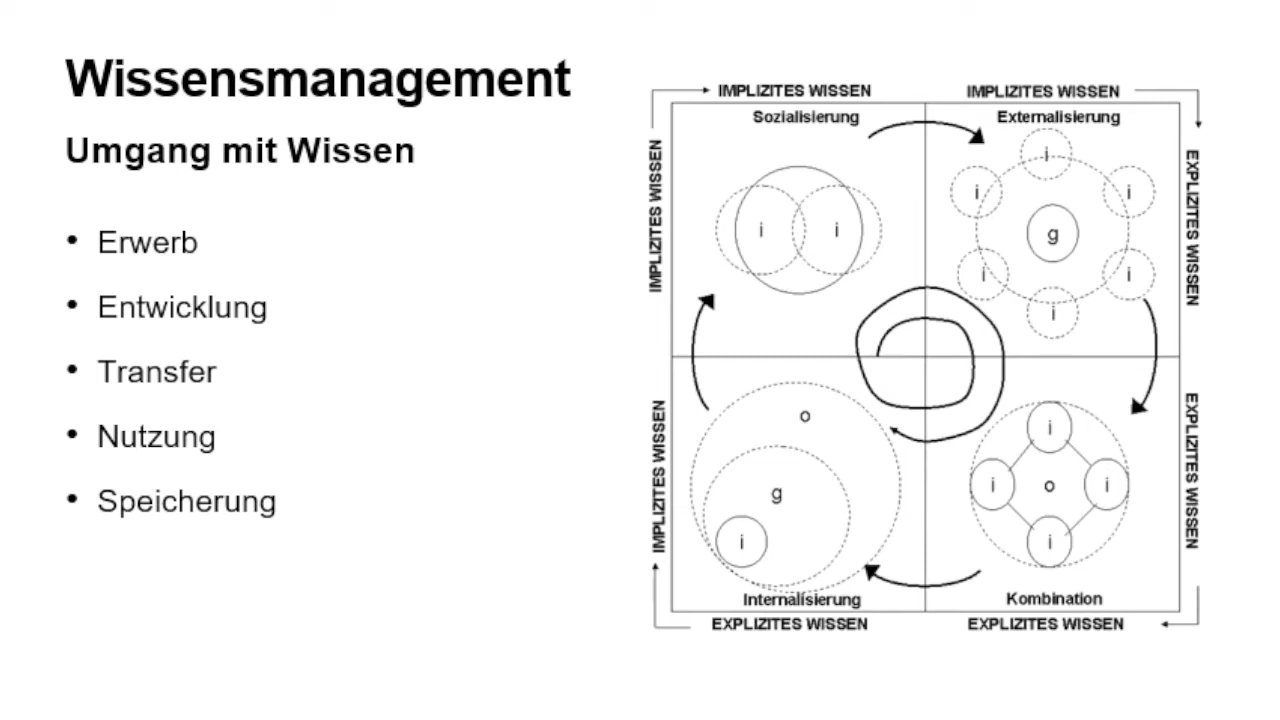 Wissensmanagement
Umgang mit Wissen
• Erwerb
• Entwicklung
• Transfer
• Nutzung
• Speicherung
IMPLIZITES WISSEN
IMPLIZITES WISSEN
Sozialisierung
Externalisierung
IMPLIZITES WISSEN
EXPLIZITES WISSEN
i
i
i
i
i
g
i
i
i
IMPLIZITES WISSEN
EXPLIZITES WISSEN
o
g
i
i
i
o
i
i
Internalisierung
Kombination
EXPLIZITES WISSEN
EXPLIZITES WISSEN